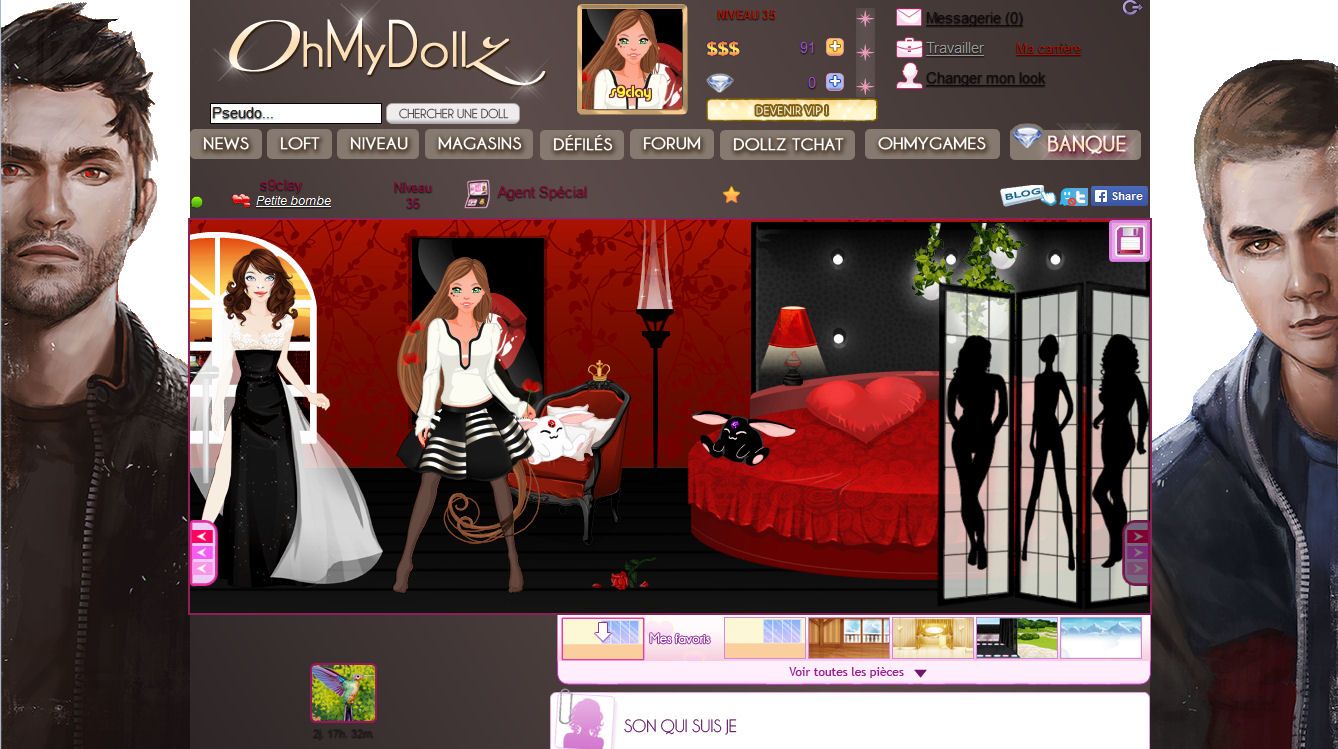 OhMyDollz
Pseudo...
CHERCHER UNE DOLL
s9clay
NIVEAU 35
$$$ 91
0
DEVENIR VIP !
Messagerie (0)
Travailler Ma carrière
Changer mon look
NEWS LOFT NIVEAU MAGASINS DÉFILÉS FORUM DOLLZ TCHAT OHMYGAMES BANQUE
s9clay
Petite bombe
Niveau
35
Agent Spécial
BLOG
Share
Mes favoris
Voir toutes les pièces
2j. 17h. 32m
SON QUI SUIS JE